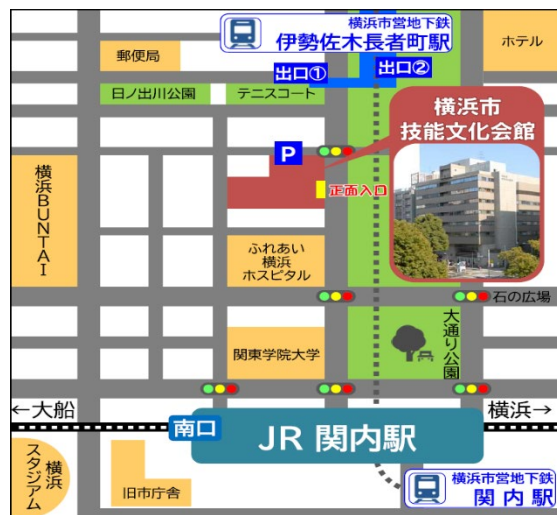 横浜市営地下鉄
伊勢佐木長者町駅
ホテル
郵便局
出口①
出口②
日ノ出川公園
テニスコート
横浜市
技能文化会館
P
正面入口
横浜BUNTAI
ふれあい
横浜
ホスピタル
石の広場
関東学院大学
大通り公園
←大船
横浜→
南口
JR 関内駅
横浜
スタジアム
旧市庁舎
横浜市営地下鉄
関内駅